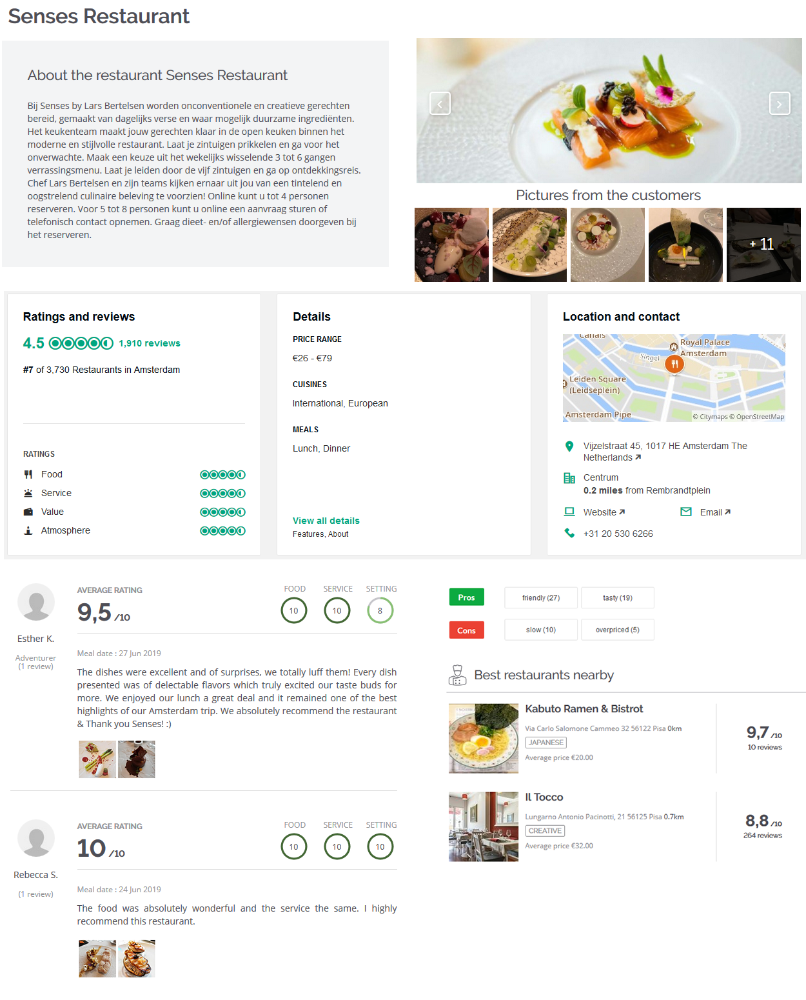 Senses Restaurant
About the restaurant Senses Restaurant
Bij Senses by Lars Bertelsen worden onconventionele en creatieve gerechten
bereid, gemaakt van dagelijks verse en waar mogelijk duurzame ingrediënten.
Het keukenteam maakt jouw gerechten klaar in de open keuken binnen het
moderne en stijlvolle restaurant. Laat je zintuigen prikkelen en ga voor het
onverwachte. Maak een keuze uit het wekelijks wisselende 3 tot 6 gangen
verrassingsmenu. Laat je leiden door de vijf zintuigen en ga op ontdekkingsreis.
Chef Lars Bertelsen en zijn teams kijken ernaar uit jou van een tintelend en
oogstrelend culinaire beleving te voorzien! Online kunt u tot 4 personen
reserveren. Voor 5 tot 8 personen kunt u online een aanvraag sturen of
telefonisch contact opnemen. Graag dieet- en/of allergiewensen doorgeven bij
het reserveren.
Pictures from the customers
+ 11
Ratings and reviews
4.5 1,910 reviews
#7 of 3,730 Restaurants in Amsterdam
RATINGS
Food
Service
Value
Atmosphere
Details
PRICE RANGE
€26 - €79
CUISINES
International, European
MEALS
Lunch, Dinner
View all details
Features, About
Location and contact
Canals
Royal Palace
Amsterdam
Singel
Leiden Square
(Leidseplein)
Amsterdam Pipe
© Citymaps © OpenStreetMap
Vijzelstraat 45, 1017 HE Amsterdam The
Netherlands
Centrum
0.2 miles from Rembrandtplein
Website Email
+31 20 530 6266
Esther K.
Adventurer
(1 review)
AVERAGE RATING
9,5 /10
FOOD SERVICE SETTING
10 10 8
Meal date : 27 Jun 2019
The dishes were excellent and of surprises, we totally luff them! Every dish
presented was of delectable flavors which truly excited our taste buds for
more. We enjoyed our lunch a great deal and it remained one of the best
highlights of our Amsterdam trip. We absolutely recommend the restaurant
& Thank you Senses! :)
Rebecca S.
(1 review)
AVERAGE RATING
10 /10
FOOD SERVICE SETTING
10 10 10
Meal date : 24 Jun 2019
The food was absolutely wonderful and the service the same. I highly
recommend this restaurant.
Pros friendly (27) tasty (19)
Cons slow (10) overpriced (5)
Best restaurants nearby
Kabuto Ramen & Bistrot
Via Carlo Salomone Cammeo 32 56122 Pisa 0km
JAPANESE
Average price €20.00
9,7 /10
10 reviews
Il Tocco
Lungarno Antonio Pacinotti, 21 56125 Pisa 0.7km
CREATIVE
Average price €32.00
8,8 /10
264 reviews